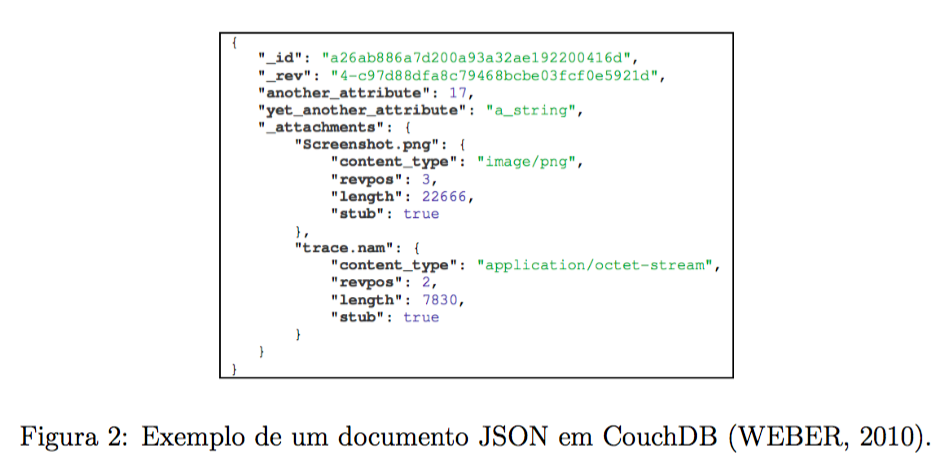 {
"_id": "a26ab886a7d200a93a32ae192200416d",
"_rev": "4-c97d88dfa8c79468bcbe03fcf0e5921d",
"another_attribute": 17,
"yet_another_attribute": "a_string",
"_attachments": {
"Screenshot.png": {
"content_type": "image/png",
"revpos": 3,
"length": 22666,
"stub": true
},
"trace.nam": {
"content_type": "application/octet-stream",
"revpos": 2,
"length": 7830,
"stub": true
}
}
}
Figura 2: Exemplo de um documento JSON em CouchDB (WEBER, 2010).